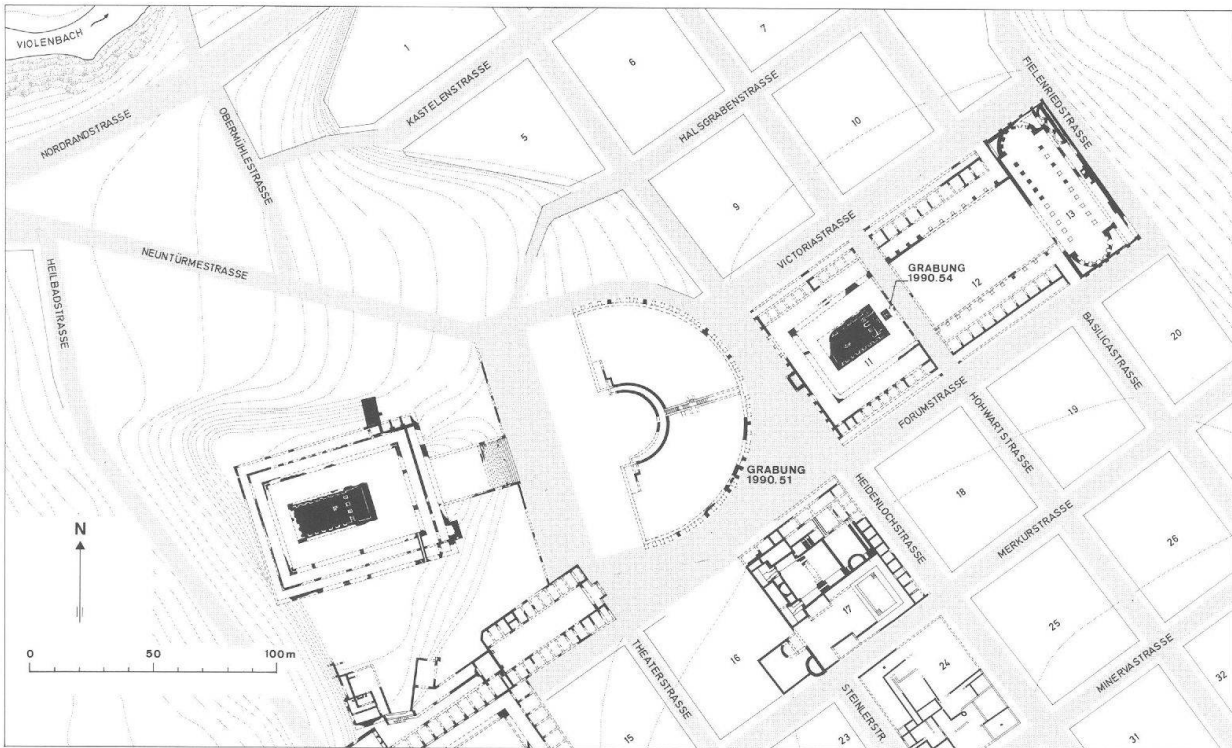 VIOLENBACH
NORDRANDSTRASSE
OBERMÜHLESTRASSE
KASTELENSTRASSE
1
5
6
7
HALSGRABENSTRASSE
10
9
FIELENRIEDSTRASSE
NEUNTÜRMESTRASSE
HEILBADSTRASSE
VICTORIASTRASSE
13
12
GRABUNG
1990.54
11
BASILICASTRASSE
20
FORUMSTRASSE
HOHWARTSTRASSE
19
18
GRABUNG
1990.51
HEIDENLOCHSTRASSE
MERKURSTRASSE
26
25
N
0 50 100m
17
16
THEATERSTRASSE
STEINLERSTR.
24
MINERVASTRASSE
32
15
23
31